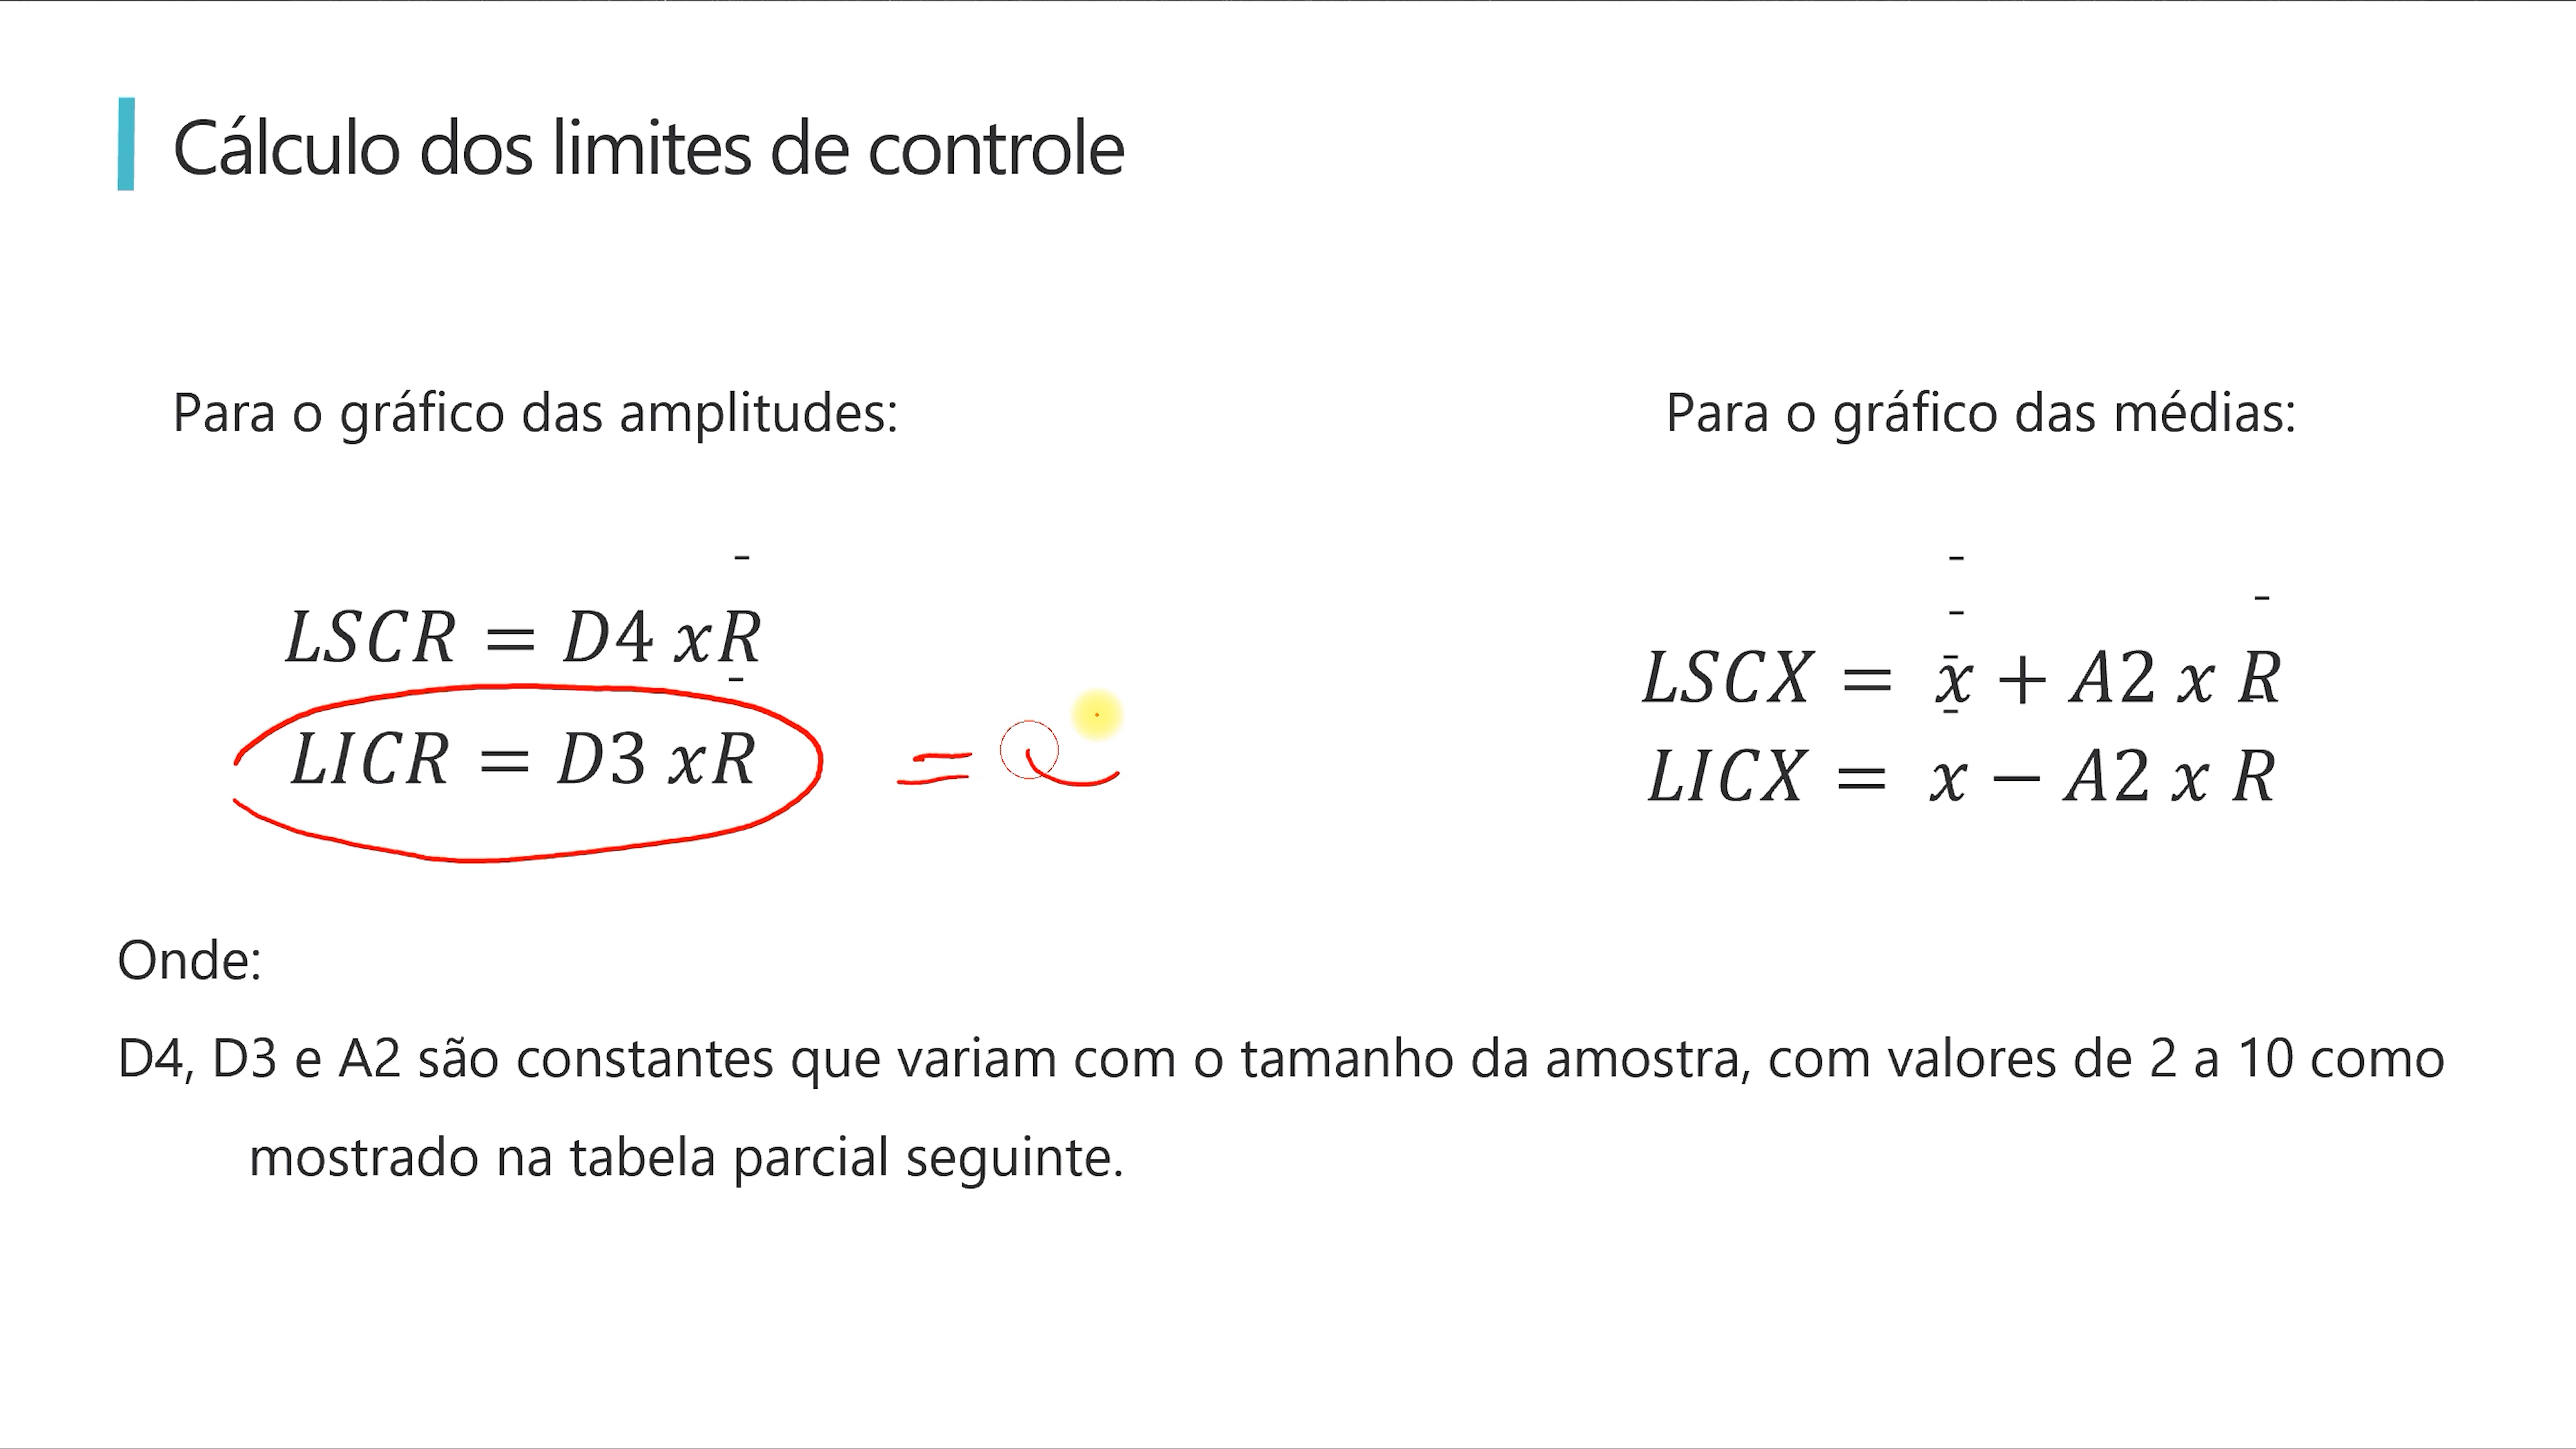 Cálculo dos limites de controle
Para o gráfico das amplitudes:
LSCR = D4 xR̄
LICR = D3 xR̄ =
Para o gráfico das médias:
LSCX = x̿ + A2 x R̄
LICX = x̿ − A2 x R̄
Onde:
D4, D3 e A2 são constantes que variam com o tamanho da amostra, com valores de 2 a 10 como
mostrado na tabela parcial seguinte.